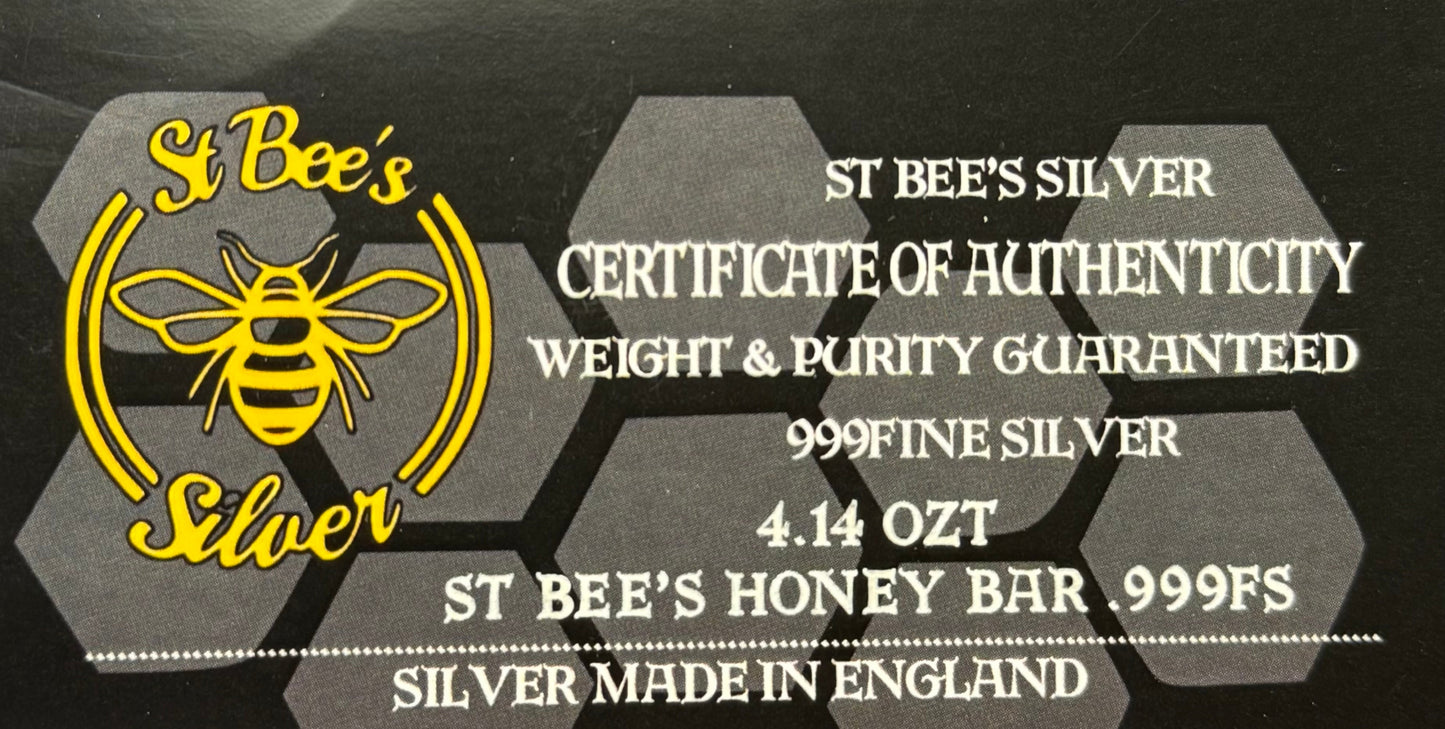 St Bee's
Silver
ST BEE'S SILVER
CERTIFICATE OF AUTHENTICITY
WEIGHT & PURITY GUARANTEED
999FINE SILVER
4.14 OZT
ST BEE'S HONEY BAR .999FS
SILVER MADE IN ENGLAND